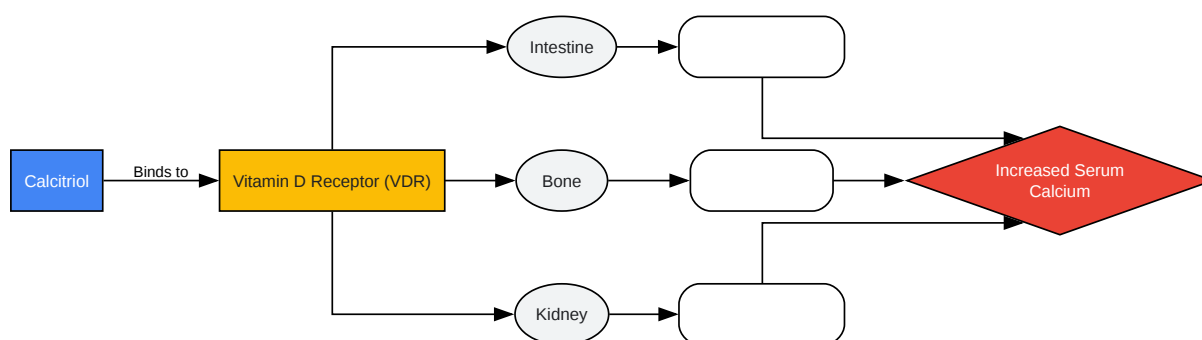 Intestine
Calcitriol
Binds to
Vitamin D Receptor (VDR)
Bone
Increased Serum
Calcium
Kidney